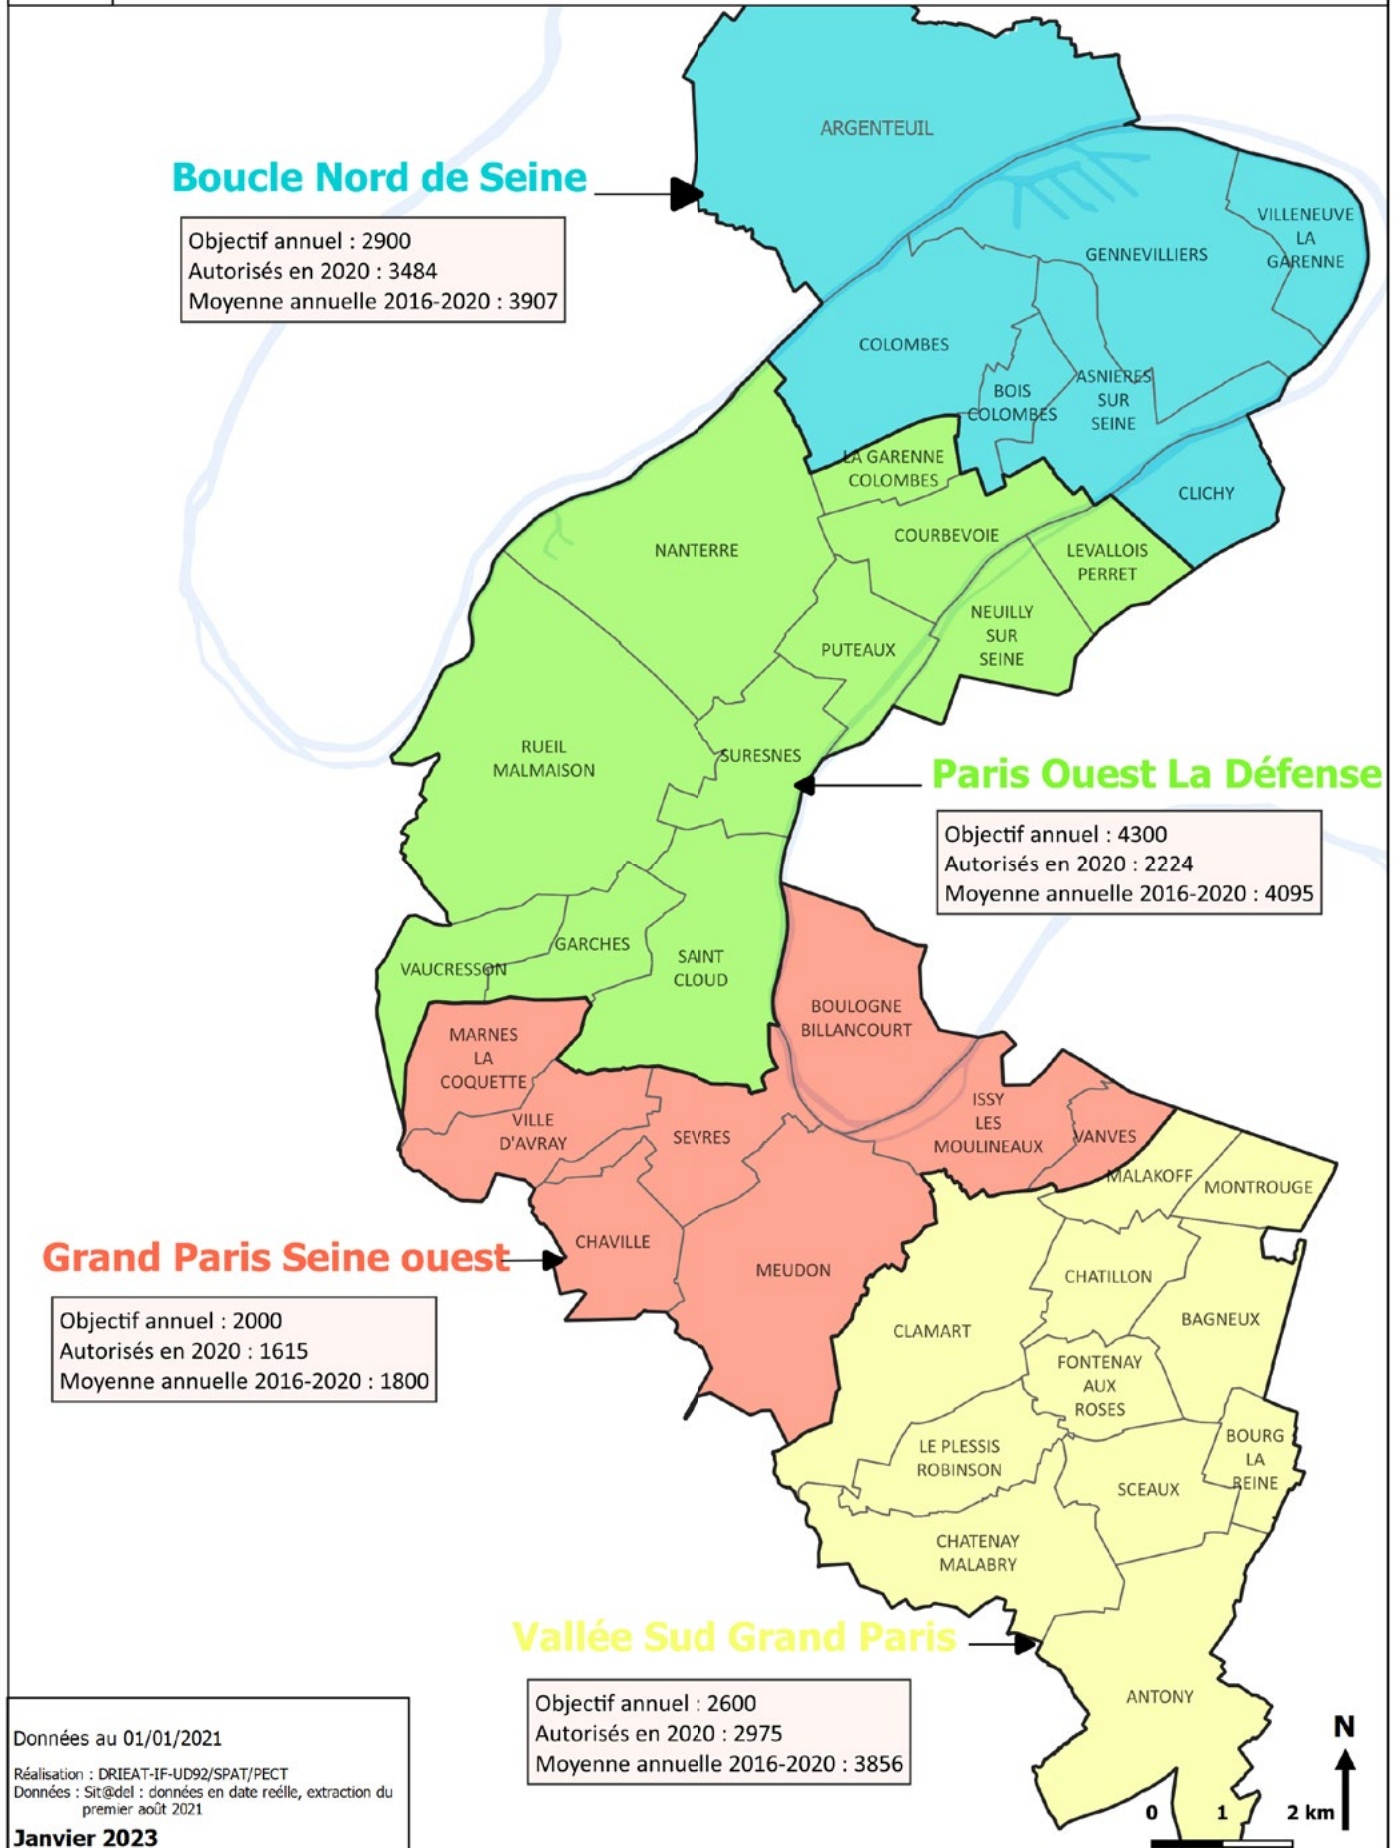 ARGENTEUIL
Boucle Nord de Seine
Objectif annuel : 2900
Autorisés en 2020 : 3484
Moyenne annuelle 2016-2020 : 3907
VILLENEUVE
LA
GARENNE
GENNEVILLIERS
COLOMBES
BOIS
COLOMBES
ASNIERES
SUR
SEINE
LA GARENNE
COLOMBES
CLICHY
COURBEVOIE
NANTERRE
LEVALLOIS
PERRET
NEUILLY
SUR
SEINE
PUTEAUX
RUEIL
MALMAISON
SURESNES
Paris Ouest La Défense
Objectif annuel : 4300
Autorisés en 2020 : 2224
Moyenne annuelle 2016-2020 : 4095
GARCHES
VAUCRESSON
SAINT
CLOUD
BOULOGNE
BILLANCOURT
MARNES
LA
COQUETTE
VILLE
D'AVRAY
SEVRES
ISSY
LES
MOULINEAUX
VANVES
MALAKOFF
MONTROUGE
CHAVILLE
Grand Paris Seine ouest
Objectif annuel : 2000
Autorisés en 2020 : 1615
Moyenne annuelle 2016-2020 : 1800
MEUDON
CHATILLON
BAGNEUX
CLAMART
FONTENAY
AUX
ROSES
LE PLESSIS
ROBINSON
BOURG
LA
REINE
SCEAUX
CHATENAY
MALABRY
Vallée Sud Grand Paris
Objectif annuel : 2600
Autorisés en 2020 : 2975
Moyenne annuelle 2016-2020 : 3856
ANTONY
Données au 01/01/2021
Réalisation : DRIEAT-IF-UD92/SPAT/PECT
Données : Sit@del : données en date reélle, extraction du
premier août 2021
Janvier 2023
N
0 1 2 km